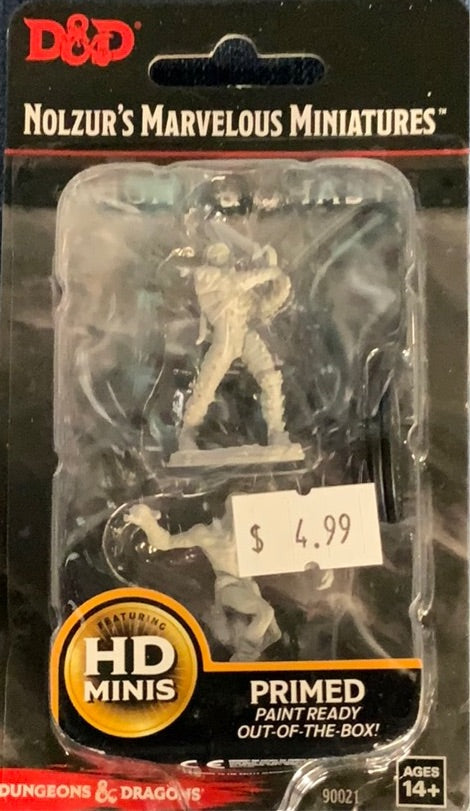 D&D
NOLZUR'S MARVELOUS MINIATURES™
$ 4.99
FEATURING
HD
MINIS
PRIMED
PAINT READY
OUT-OF-THE-BOX!
CE
AGES
14+
DUNGEONS & DRAGONS®
90021